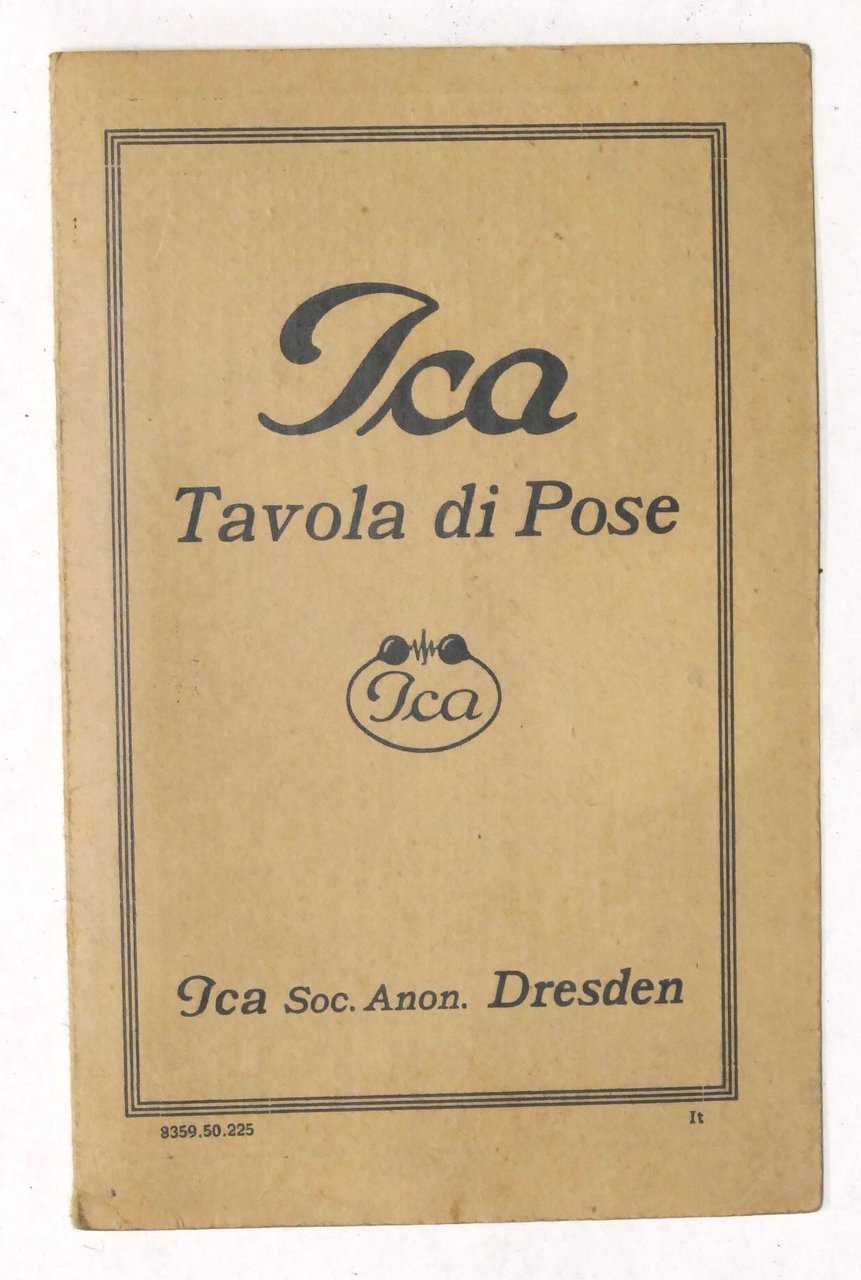 Ica
Tavola di Pose
Ica
Ica Soc. Anon. Dresden
8359.50.225
It